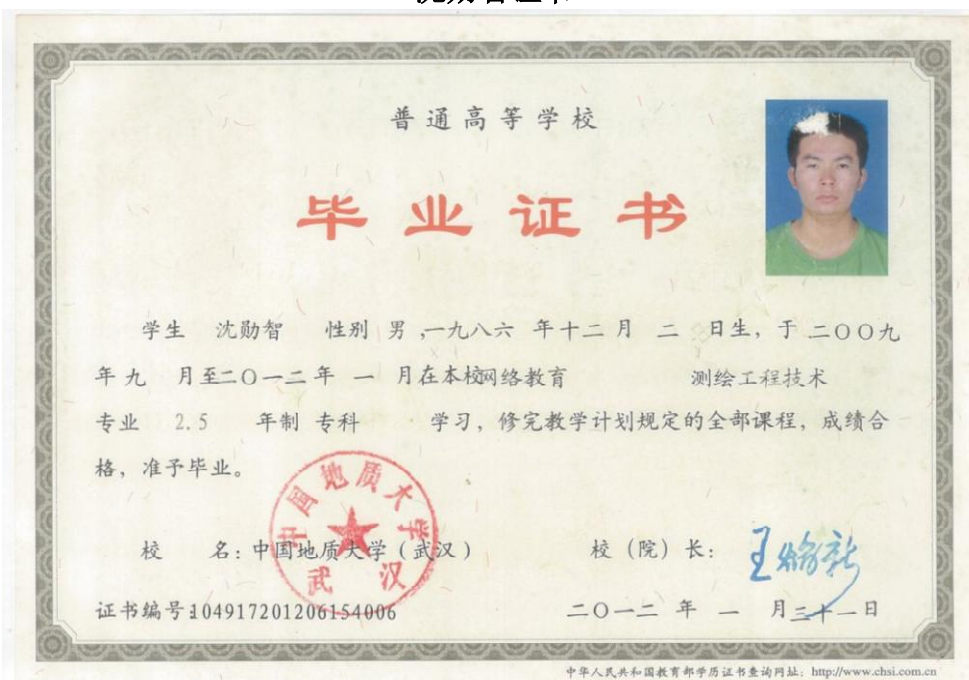 普通高等学校
毕业证书
学生 沈勋智 性别 男，一九八六 年十二月 二 日生，于 二〇〇九
年 九 月至二〇一二年 一 月在本校网络教育 测绘工程技术
专业 2.5 年制 专科 学习，修完教学计划规定的全部课程，成绩合
格，准予毕业。
中国地质大学
武汉
校 名：中国地质大学（武汉） 校（院）长：
证书编号：104917201206154006 二〇一二 年 一 月三十一日
中华人民共和国教育部学历证书查询网址：http://www.chsi.com.cn